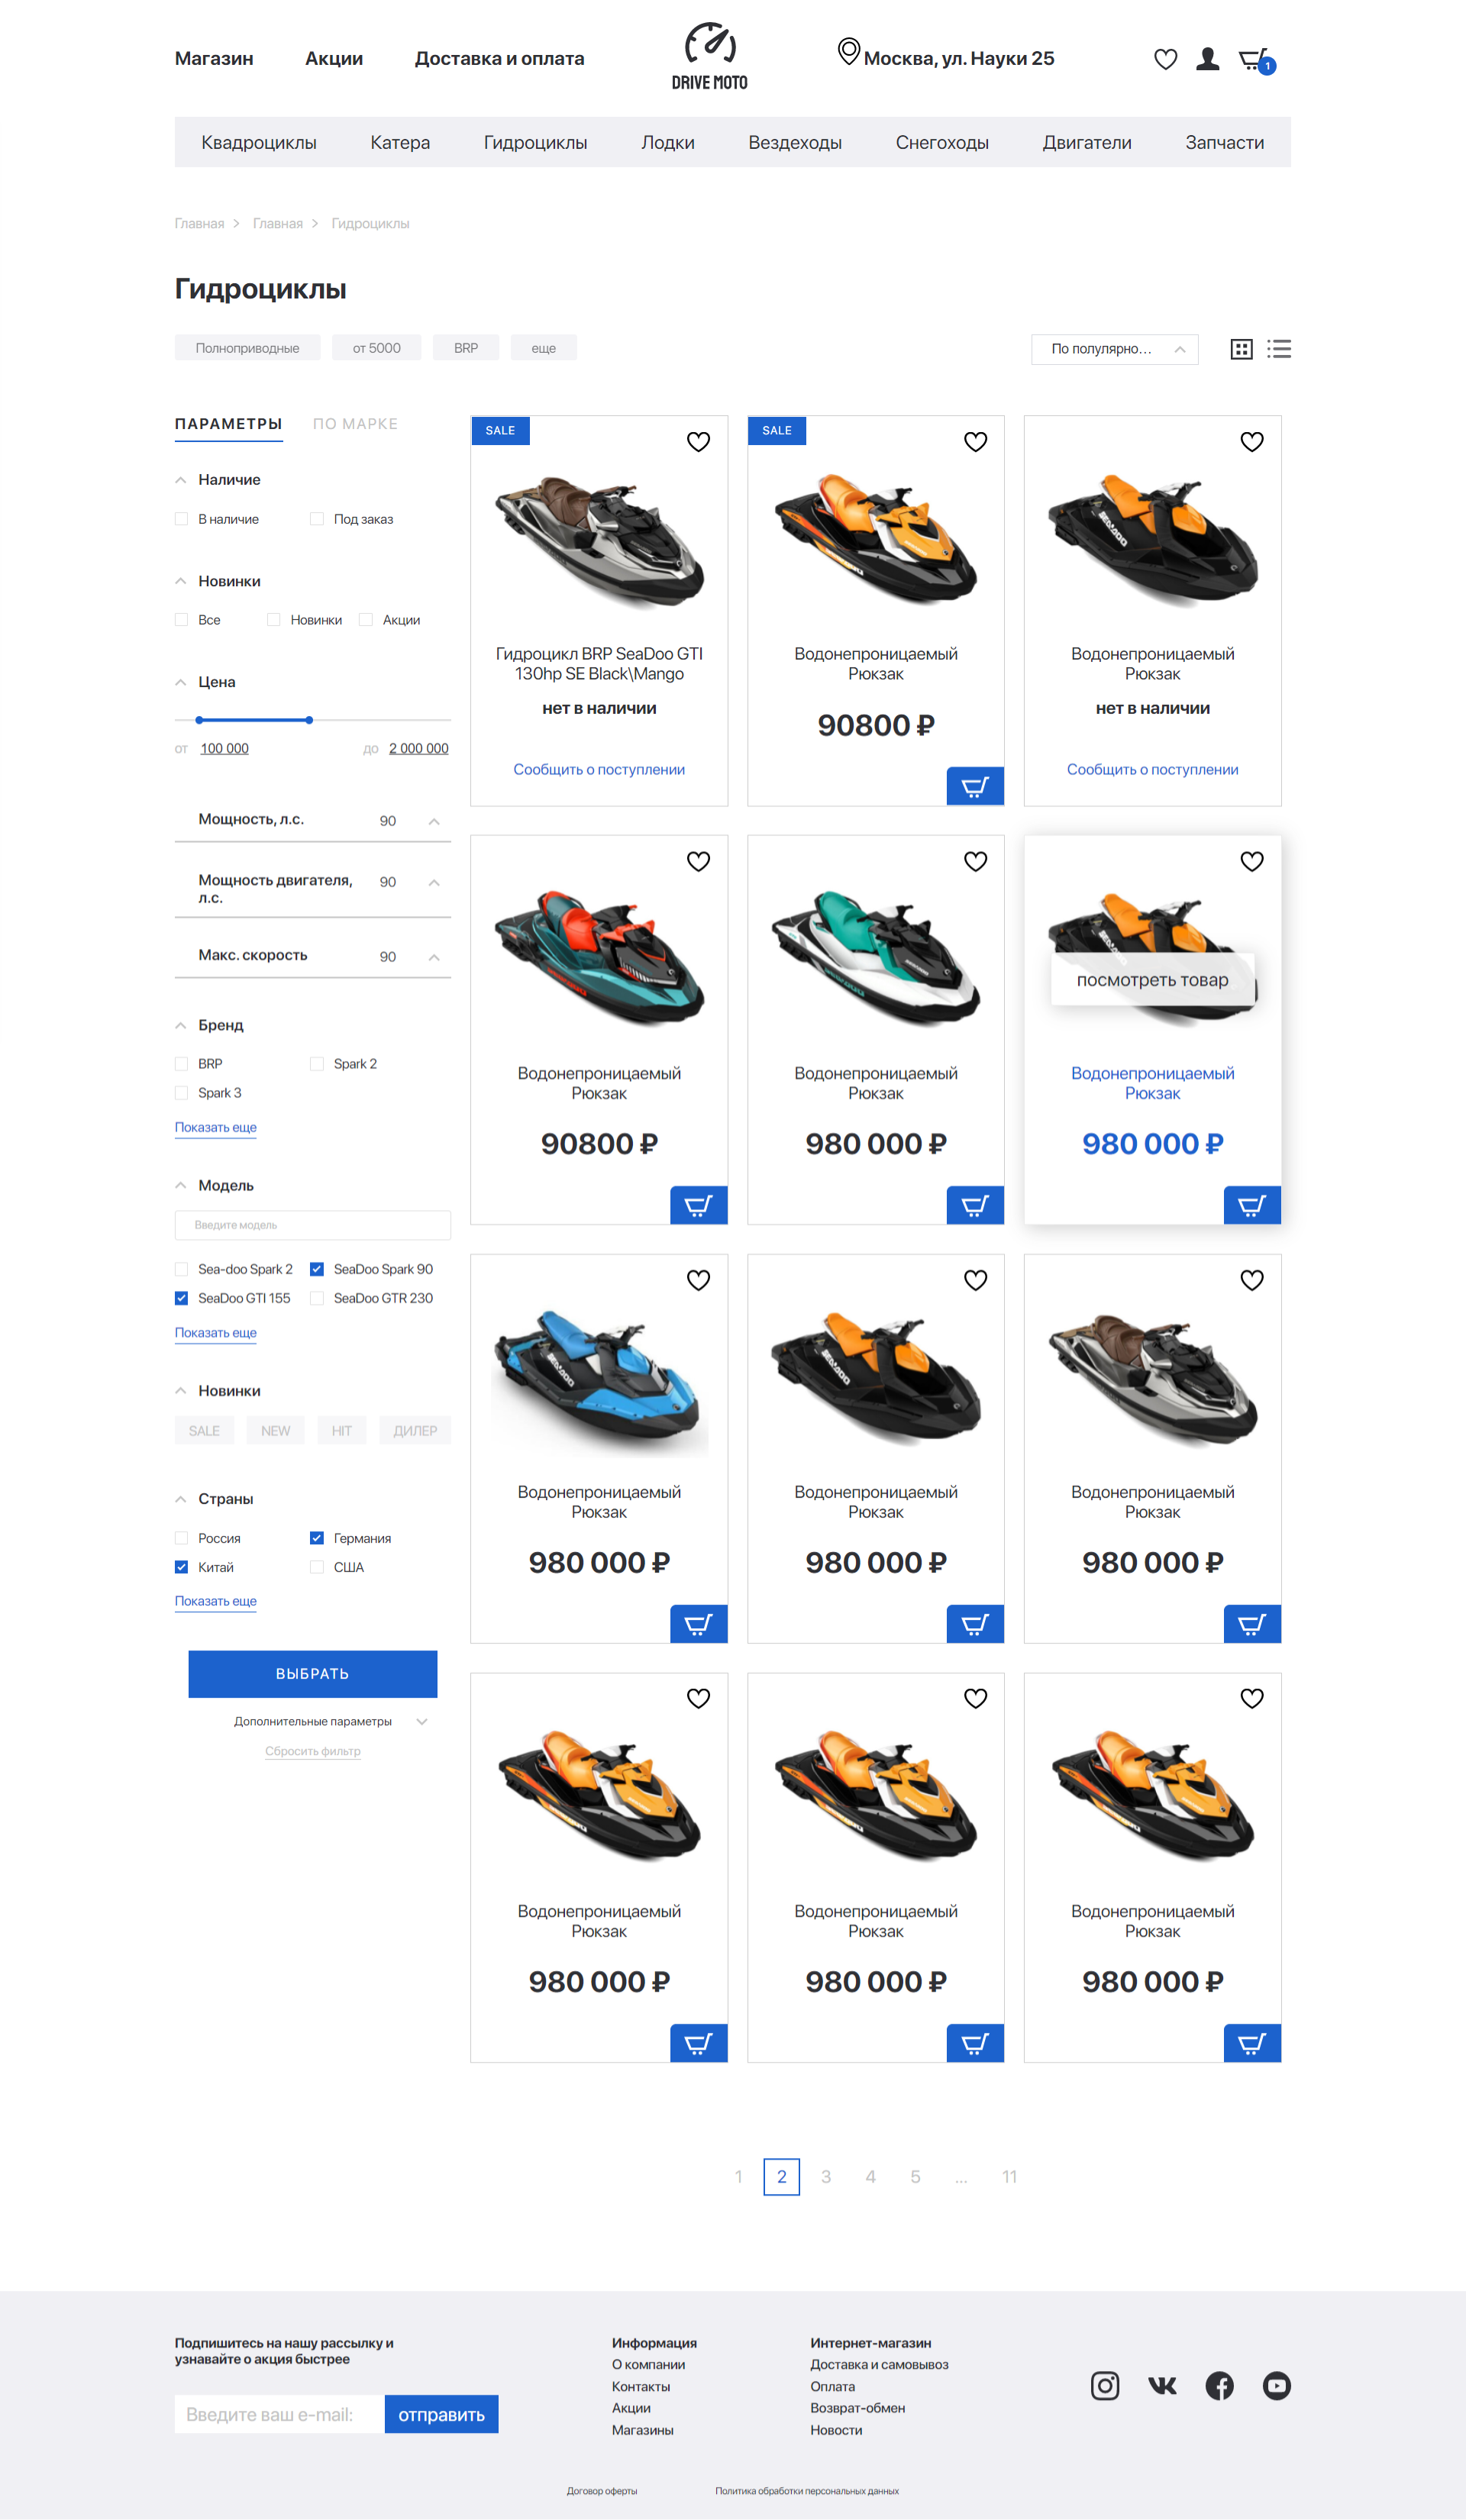 Магазин
Акции
Доставка и оплата
DRIVE MOTO
Москва, ул. Науки 25
1
Квадроциклы
Катера
Гидроциклы
Лодки
Вездеходы
Снегоходы
Двигатели
Запчасти
Главная
Главная
Гидроциклы
Гидроциклы
Полноприводные
от 5000
BRP
еще
По полулярно...
ПАРАМЕТРЫ
ПО МАРКЕ
Наличие
В наличие
Под заказ
Новинки
Все
Новинки
Акции
Цена
от 100 000
до 2 000 000
Мощность, л.с.
90
Мощность двигателя,
л.с.
90
Макс. скорость
90
Бренд
BRP
Spark 2
Spark 3
Показать еще
Модель
Введите модель
Sea-doo Spark 2
SeaDoo Spark 90
SeaDoo GTI 155
SeaDoo GTR 230
Показать еще
Новинки
SALE
NEW
HIT
ДИЛЕР
Страны
Россия
Германия
Китай
США
Показать еще
ВЫБРАТЬ
Дополнительные параметры
Сбросить фильтр
SALE
Гидроцикл BRP SeaDoo GTI
130hp SE Black\Mango
нет в наличии
Сообщить о поступлении
SALE
Водонепроницаемый
Рюкзак
90800 ₽
Водонепроницаемый
Рюкзак
нет в наличии
Сообщить о поступлении
Водонепроницаемый
Рюкзак
90800 ₽
Водонепроницаемый
Рюкзак
980 000 ₽
посмотреть товар
Водонепроницаемый
Рюкзак
980 000 ₽
Водонепроницаемый
Рюкзак
980 000 ₽
Водонепроницаемый
Рюкзак
980 000 ₽
Водонепроницаемый
Рюкзак
980 000 ₽
Водонепроницаемый
Рюкзак
980 000 ₽
Водонепроницаемый
Рюкзак
980 000 ₽
Водонепроницаемый
Рюкзак
980 000 ₽
1
2
3
4
5
...
11
Подпишитесь на нашу рассылку и
узнавайте о акция быстрее
Введите ваш e-mail:
отправить
Информация
О компании
Контакты
Акции
Магазины
Интернет-магазин
Доставка и самовывоз
Оплата
Возврат-обмен
Новости
Договор оферты
Политика обработки персональных данных